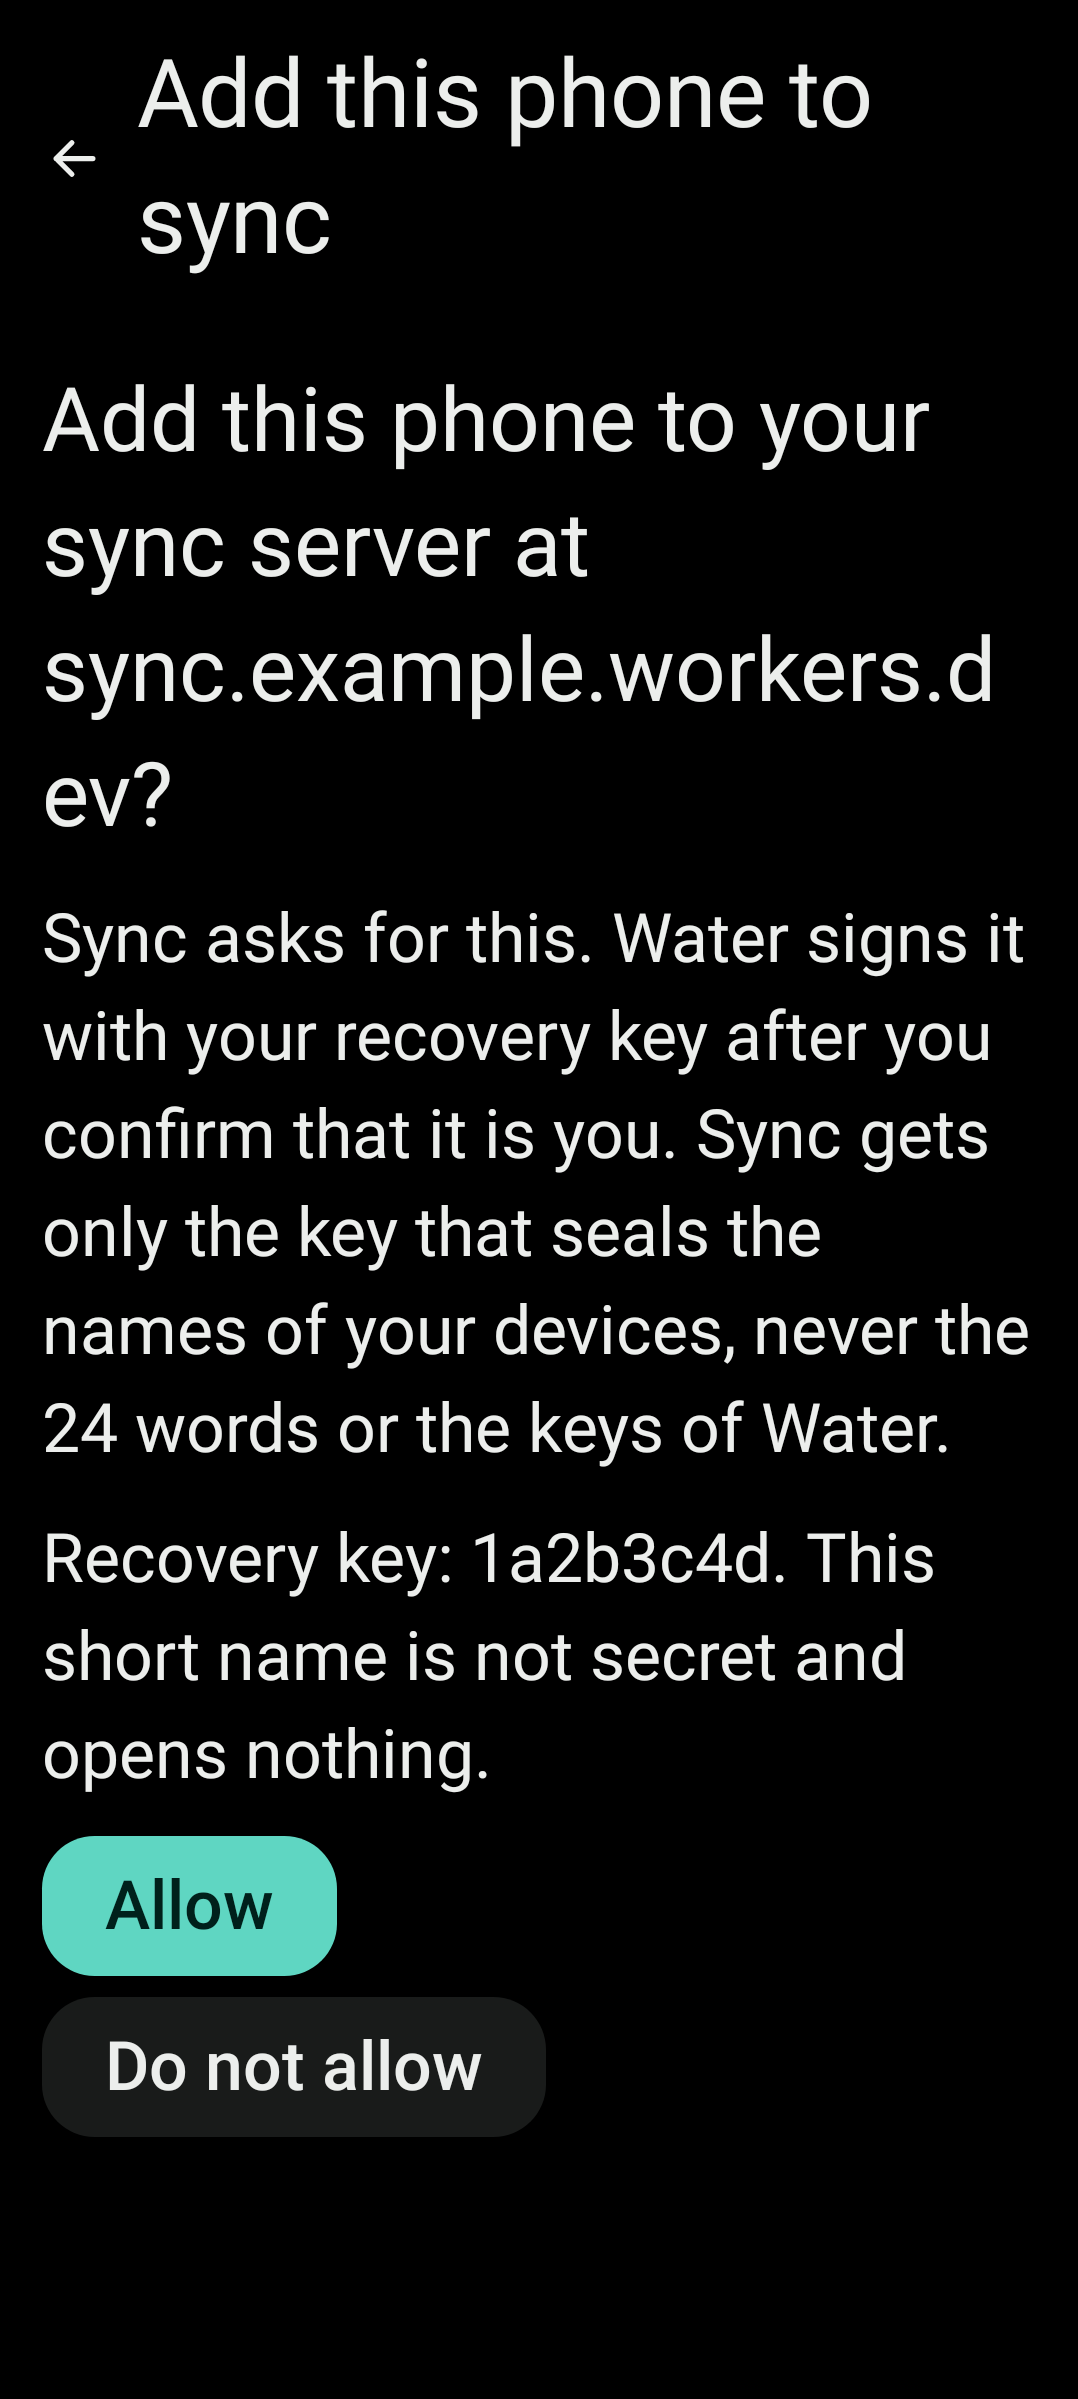 Add this phone to
sync
Add this phone to your
sync server at
sync.example.workers.d
ev?
Sync asks for this. Water signs it
with your recovery key after you
confirm that it is you. Sync gets
only the key that seals the
names of your devices, never the
24 words or the keys of Water.
Recovery key: 1a2b3c4d. This
short name is not secret and
opens nothing.
Allow
Do not allow